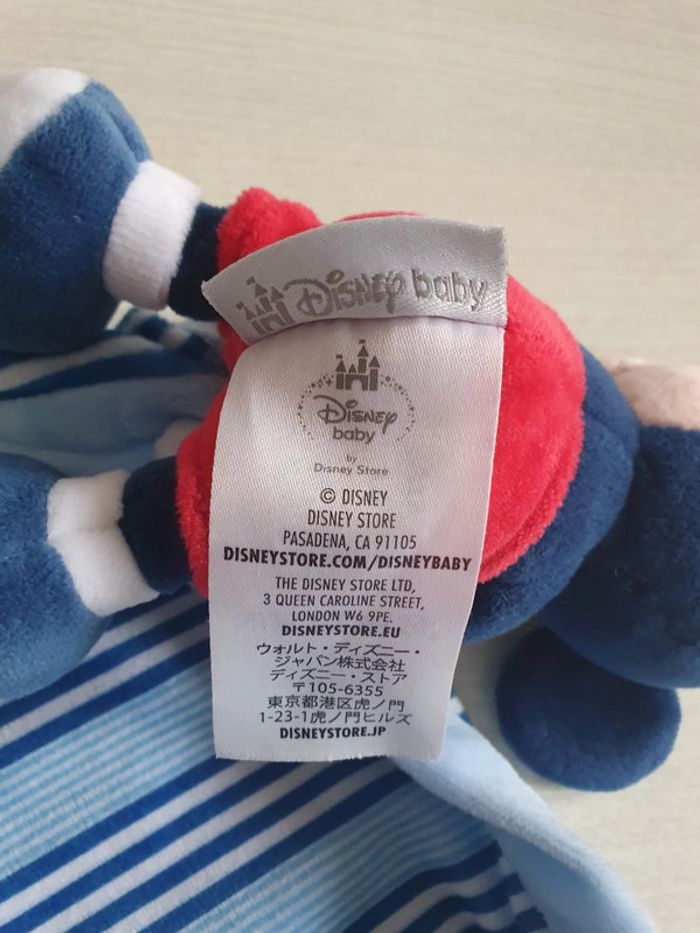 Disney baby
Disney
baby
by
Disney Store
© DISNEY
DISNEY STORE
PASADENA, CA 91105
DISNEYSTORE.COM/DISNEYBABY
THE DISNEY STORE LTD,
3 QUEEN CAROLINE STREET,
LONDON W6 9PE.
DISNEYSTORE.EU
ウォルト・ディズニー・
ジャパン株式会社
ディズニー・ストア
〒105-6355
東京都港区虎ノ門
1-23-1虎ノ門ヒルズ
DISNEYSTORE.JP